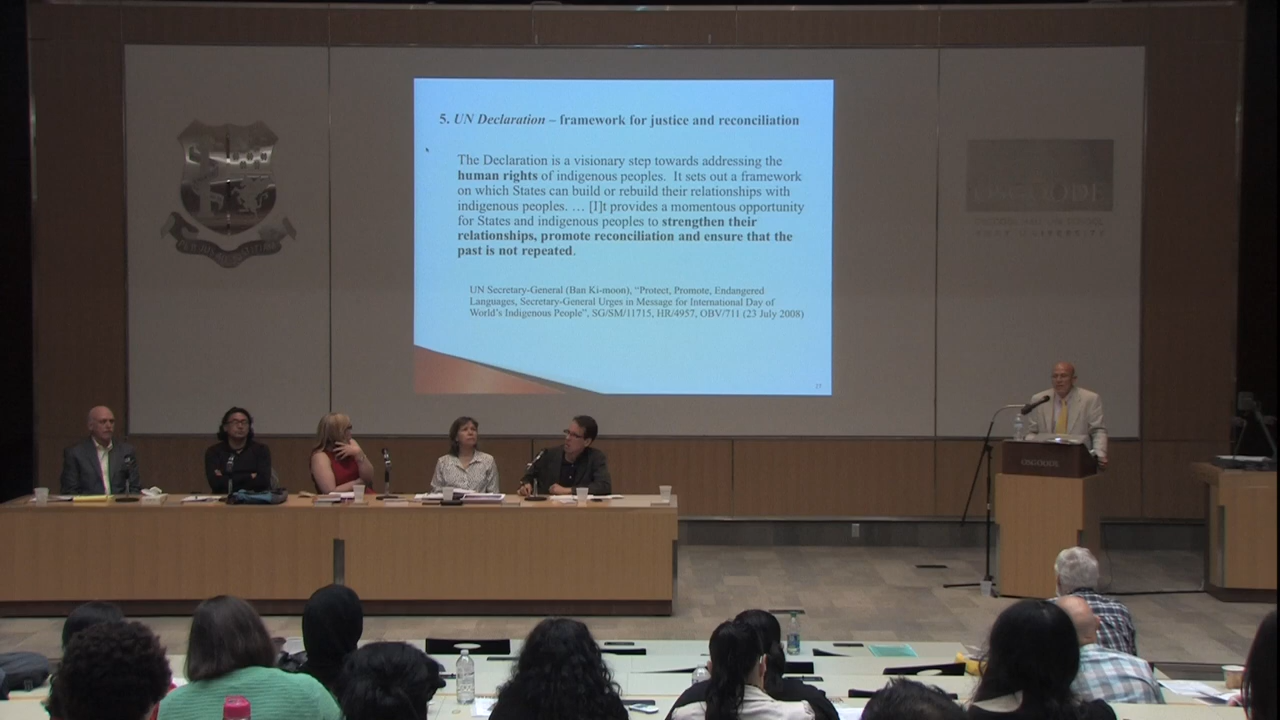 5. UN Declaration – framework for justice and reconciliation
The Declaration is a visionary step towards addressing the
human rights of indigenous peoples. It sets out a framework
on which States can build or rebuild their relationships with
indigenous peoples. … [I]t provides a momentous opportunity
for States and indigenous peoples to strengthen their
relationships, promote reconciliation and ensure that the
past is not repeated.
UN Secretary-General (Ban Ki-moon), “Protect, Promote, Endangered
Languages, Secretary-General Urges in Message for International Day of
World’s Indigenous People”, SG/SM/11715, HR/4957, OBV/711 (23 July 2008)
27
OSGOODE
OSGOODE